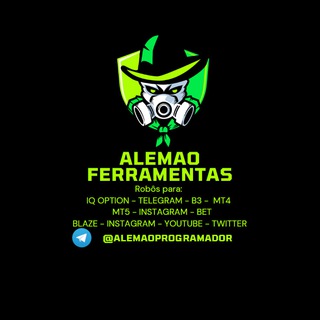 ALEMAO
FERRAMENTAS
Robôs para:
IQ OPTION - TELEGRAM - B3 - MT4
MT5 - INSTAGRAM - BET
BLAZE - INSTAGRAM - YOUTUBE - TWITTER
@ALEMAOPROGRAMADOR